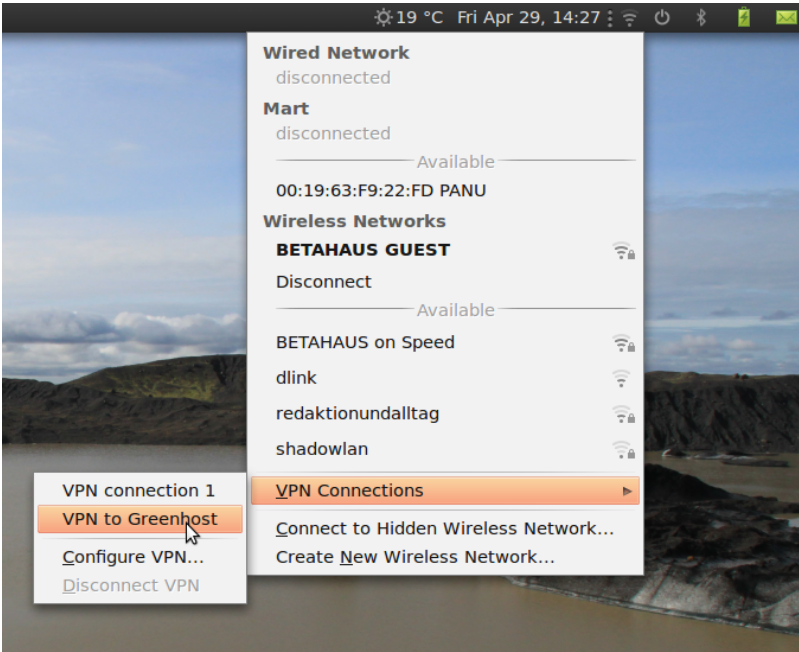 19 °C Fri Apr 29, 14:27
Wired Network
disconnected
Mart
disconnected
Available
00:19:63:F9:22:FD PANU
Wireless Networks
BETAHAUS GUEST
Disconnect
Available
BETAHAUS on Speed
dlink
redaktionundalltag
shadowlan
VPN Connections
Connect to Hidden Wireless Network...
Create New Wireless Network...
VPN connection 1
VPN to Greenhost
Configure VPN...
Disconnect VPN